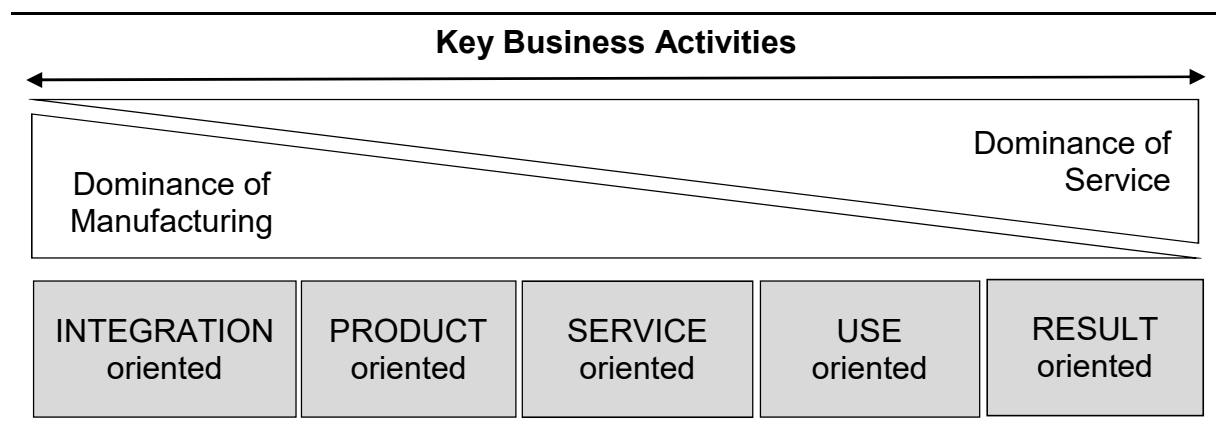 Key Business Activities
Dominance of
Service
Dominance of
Manufacturing
INTEGRATION
oriented
PRODUCT
oriented
SERVICE
oriented
USE
oriented
RESULT
oriented